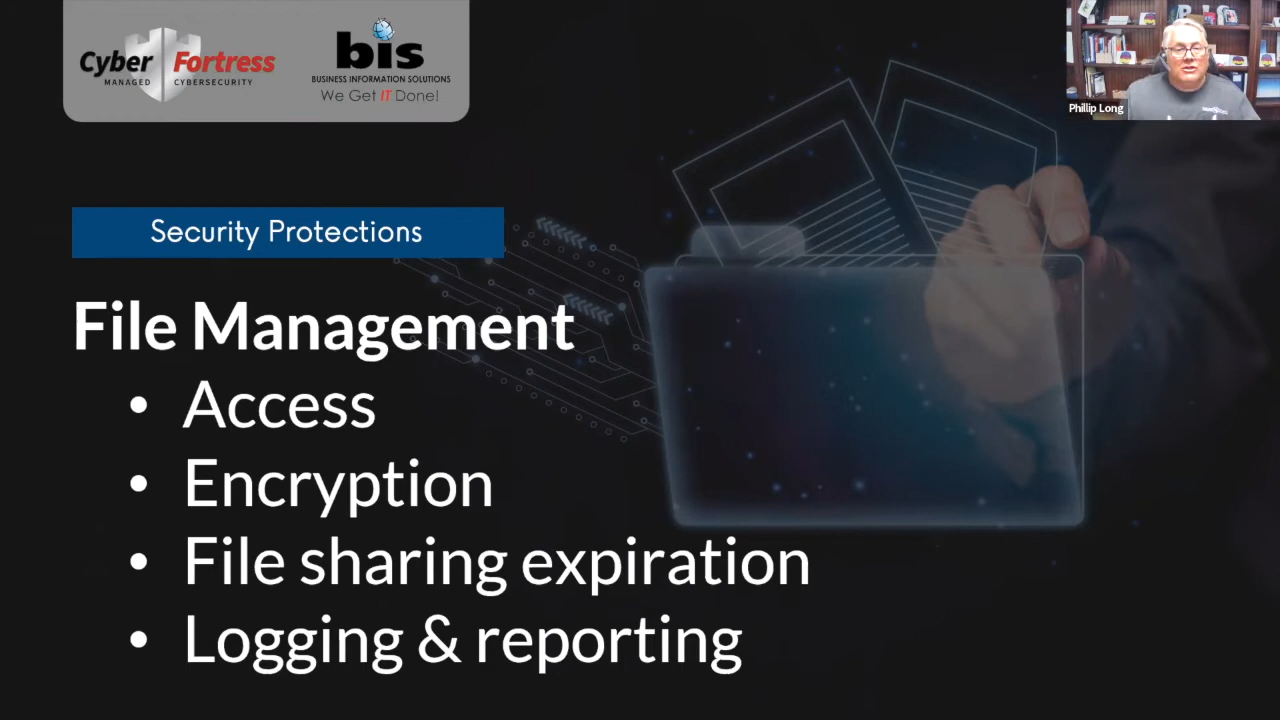 Cyber Fortress
MANAGED CYBERSECURITY
bis
BUSINESS INFORMATION SOLUTIONS
We Get IT Done!
Phillip Long
Security Protections
File Management
• Access
• Encryption
• File sharing expiration
• Logging & reporting